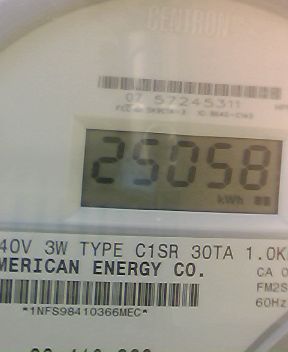 CENTRON
07 57245311
25058
kWh
40V 3W TYPE C1SR 30TA 1.0K
MERICAN ENERGY CO.
CA 0
FM2S
60Hz
*1NFS98410366MEC*